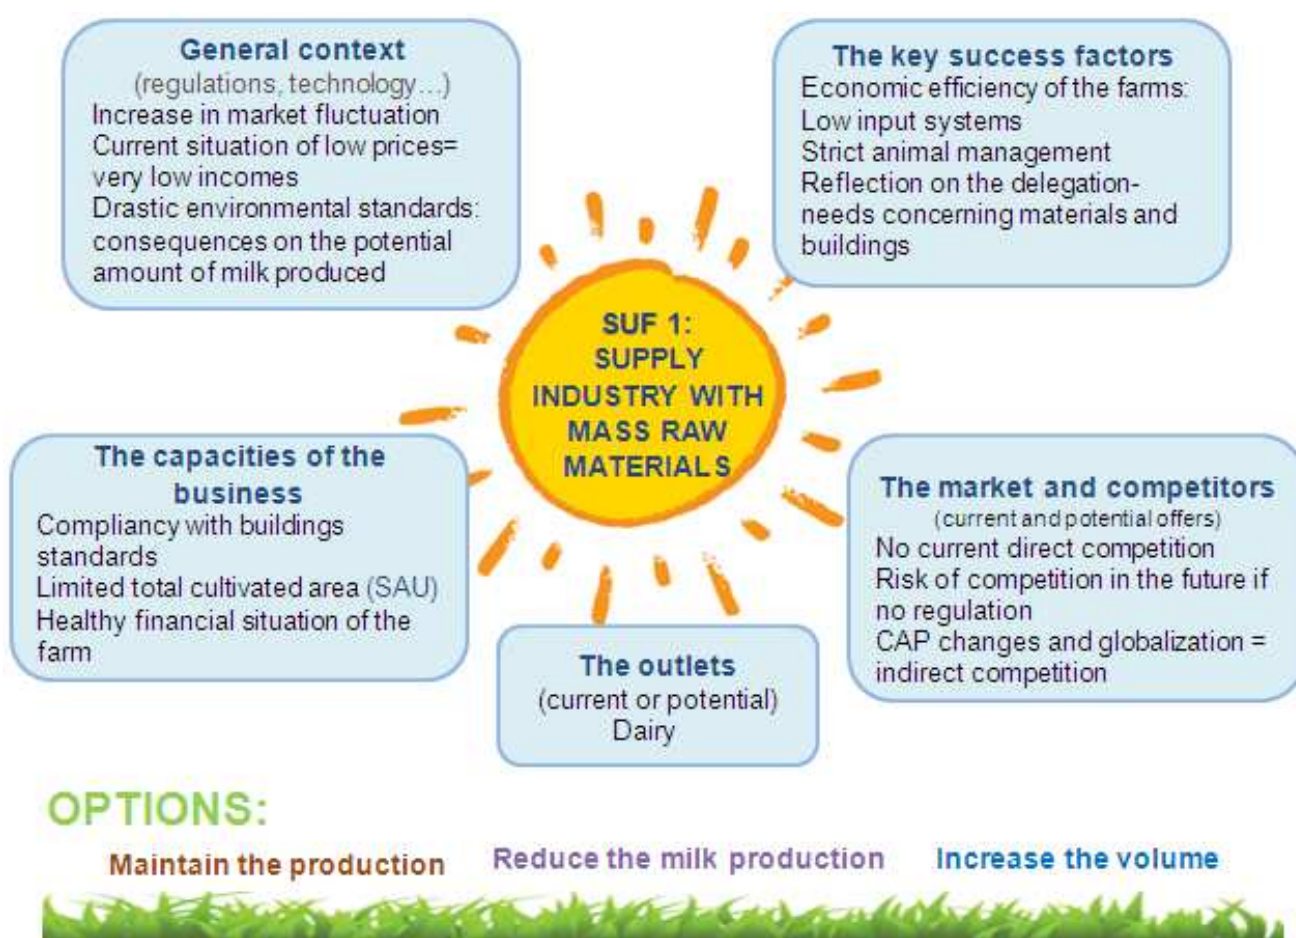 General context
(regulations, technology…)
Increase in market fluctuation
Current situation of low prices=
very low incomes
Drastic environmental standards:
consequences on the potential
amount of milk produced
The key success factors
Economic efficiency of the farms:
Low input systems
Strict animal management
Reflection on the delegation-
needs concerning materials and
buildings
SUF 1:
SUPPLY
INDUSTRY WITH
MASS RAW
MATERIALS
The capacities of the
business
Compliancy with buildings
standards
Limited total cultivated area (SAU)
Healthy financial situation of the
farm
The market and competitors
(current and potential offers)
No current direct competition
Risk of competition in the future if
no regulation
CAP changes and globalization =
indirect competition
The outlets
(current or potential)
Dairy
OPTIONS:
Maintain the production
Reduce the milk production
Increase the volume